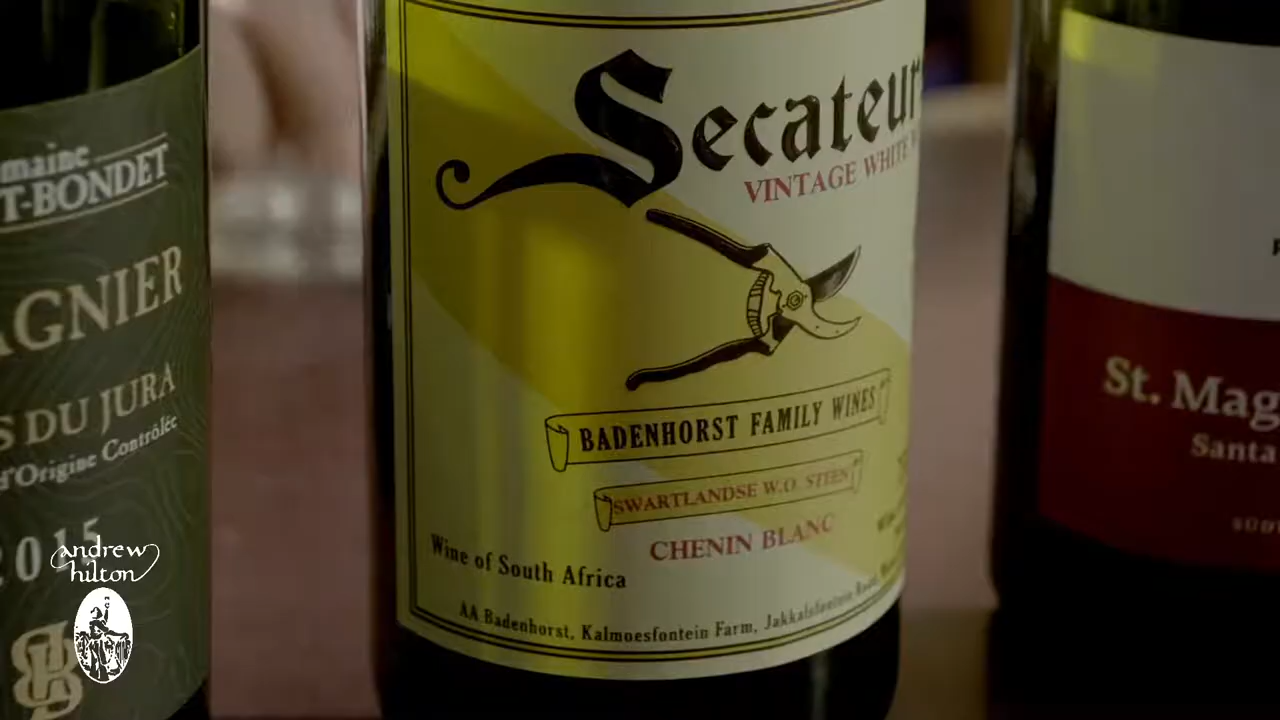 maine
T-BONDET
AGNIER
S DU JURA
d'Origine Contrôlée
2015
andrew
hilton
Secateur
VINTAGE WHITE
BADENHORST FAMILY WINES
SWARTLANDSE W.O. STEEN
CHENIN BLANC
Wine of South Africa
AA Badenhorst, Kalmoesfontein Farm, Jakkalsfontein Road,
St. Mag
Santa